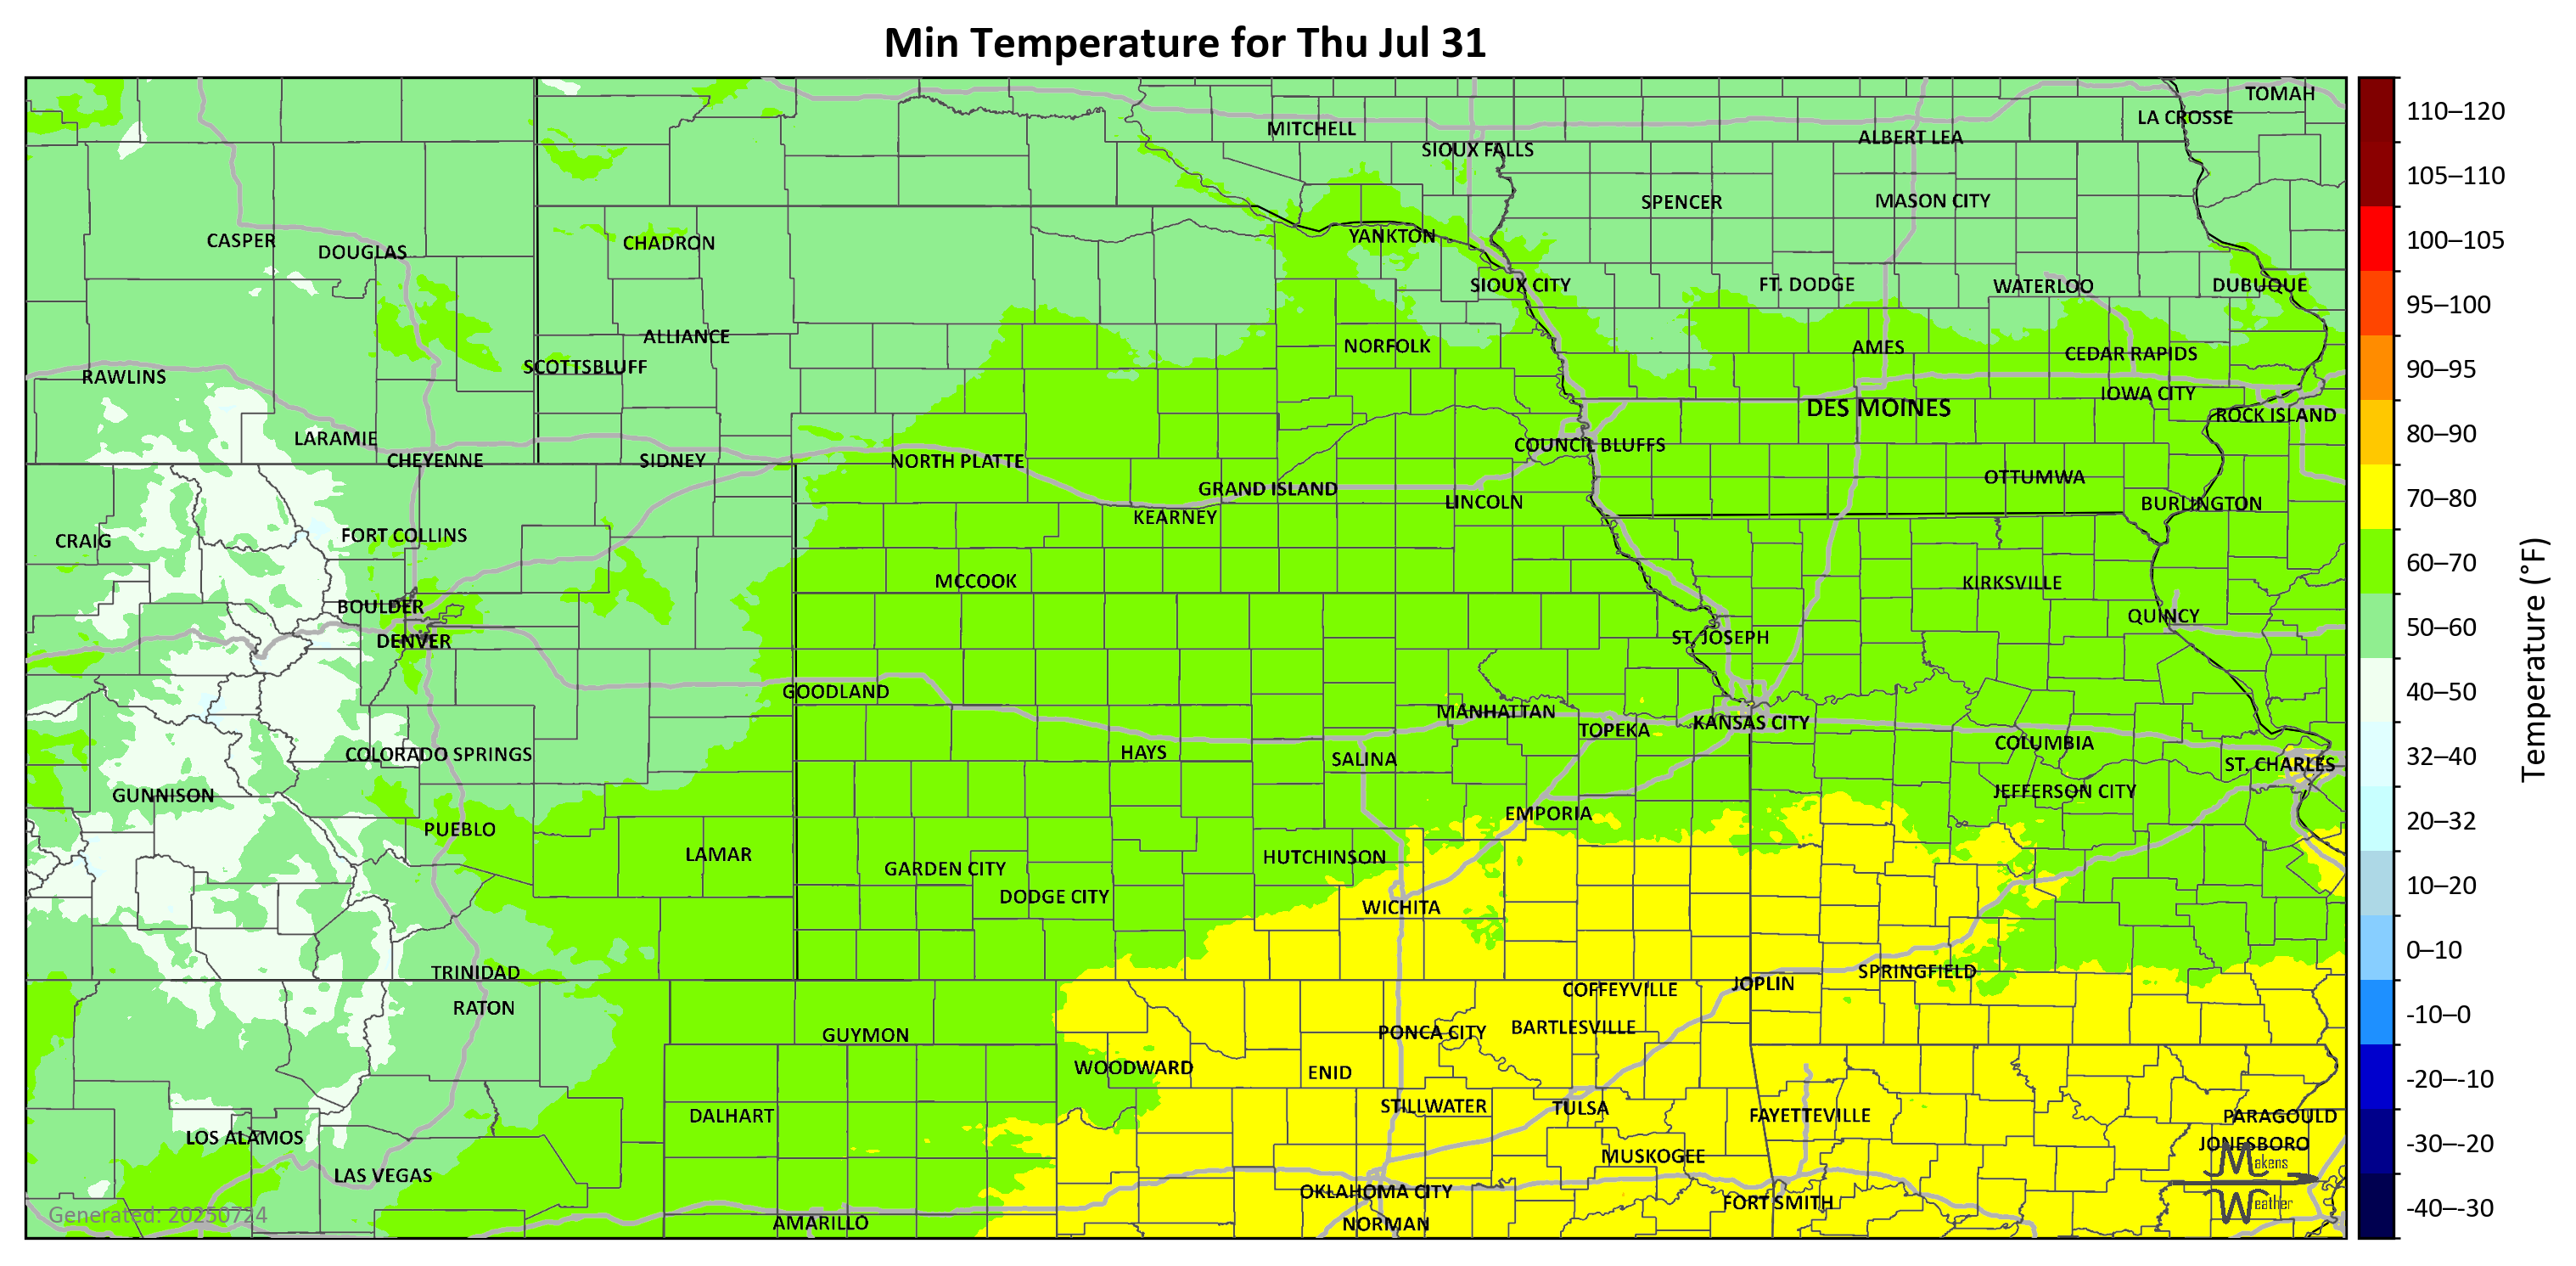 Min Temperature for Thu Jul 31
TOMAH
LA CROSSE
MITCHELL
ALBERT LEA
SIOUX FALLS
SPENCER
MASON CITY
CASPER
DOUGLAS
CHADRON
YANKTON
SIOUX CITY
FT. DODGE
WATERLOO
DUBUQUE
ALLIANCE
NORFOLK
AMES
CEDAR RAPIDS
SCOTTSBLUFF
RAWLINS
IOWA CITY
DES MOINES
ROCK ISLAND
LARAMIE
COUNCIL BLUFFS
CHEYENNE
SIDNEY
NORTH PLATTE
OTTUMWA
GRAND ISLAND
LINCOLN
BURLINGTON
KEARNEY
FORT COLLINS
CRAIG
MCCOOK
KIRKSVILLE
BOULDER
QUINCY
DENVER
ST. JOSEPH
GOODLAND
MANHATTAN
KANSAS CITY
TOPEKA
COLUMBIA
HAYS
COLORADO SPRINGS
SALINA
ST. CHARLES
GUNNISON
JEFFERSON CITY
EMPORIA
PUEBLO
LAMAR
HUTCHINSON
GARDEN CITY
DODGE CITY
WICHITA
TRINIDAD
SPRINGFIELD
JOPLIN
COFFEYVILLE
RATON
BARTLESVILLE
PONCA CITY
GUYMON
WOODWARD
ENID
STILLWATER
TULSA
DALHART
FAYETTEVILLE
PARAGOULD
LOS ALAMOS
JONESBORO
MUSKOGEE
LAS VEGAS
OKLAHOMA CITY
FORT SMITH
AMARILLO
NORMAN
Generated: 20250724
Makens
Weather
110–120
105–110
100–105
95–100
90–95
80–90
70–80
60–70
50–60
40–50
32–40
20–32
10–20
0–10
-10–0
-20–-10
-30–-20
-40–-30
Temperature (°F)